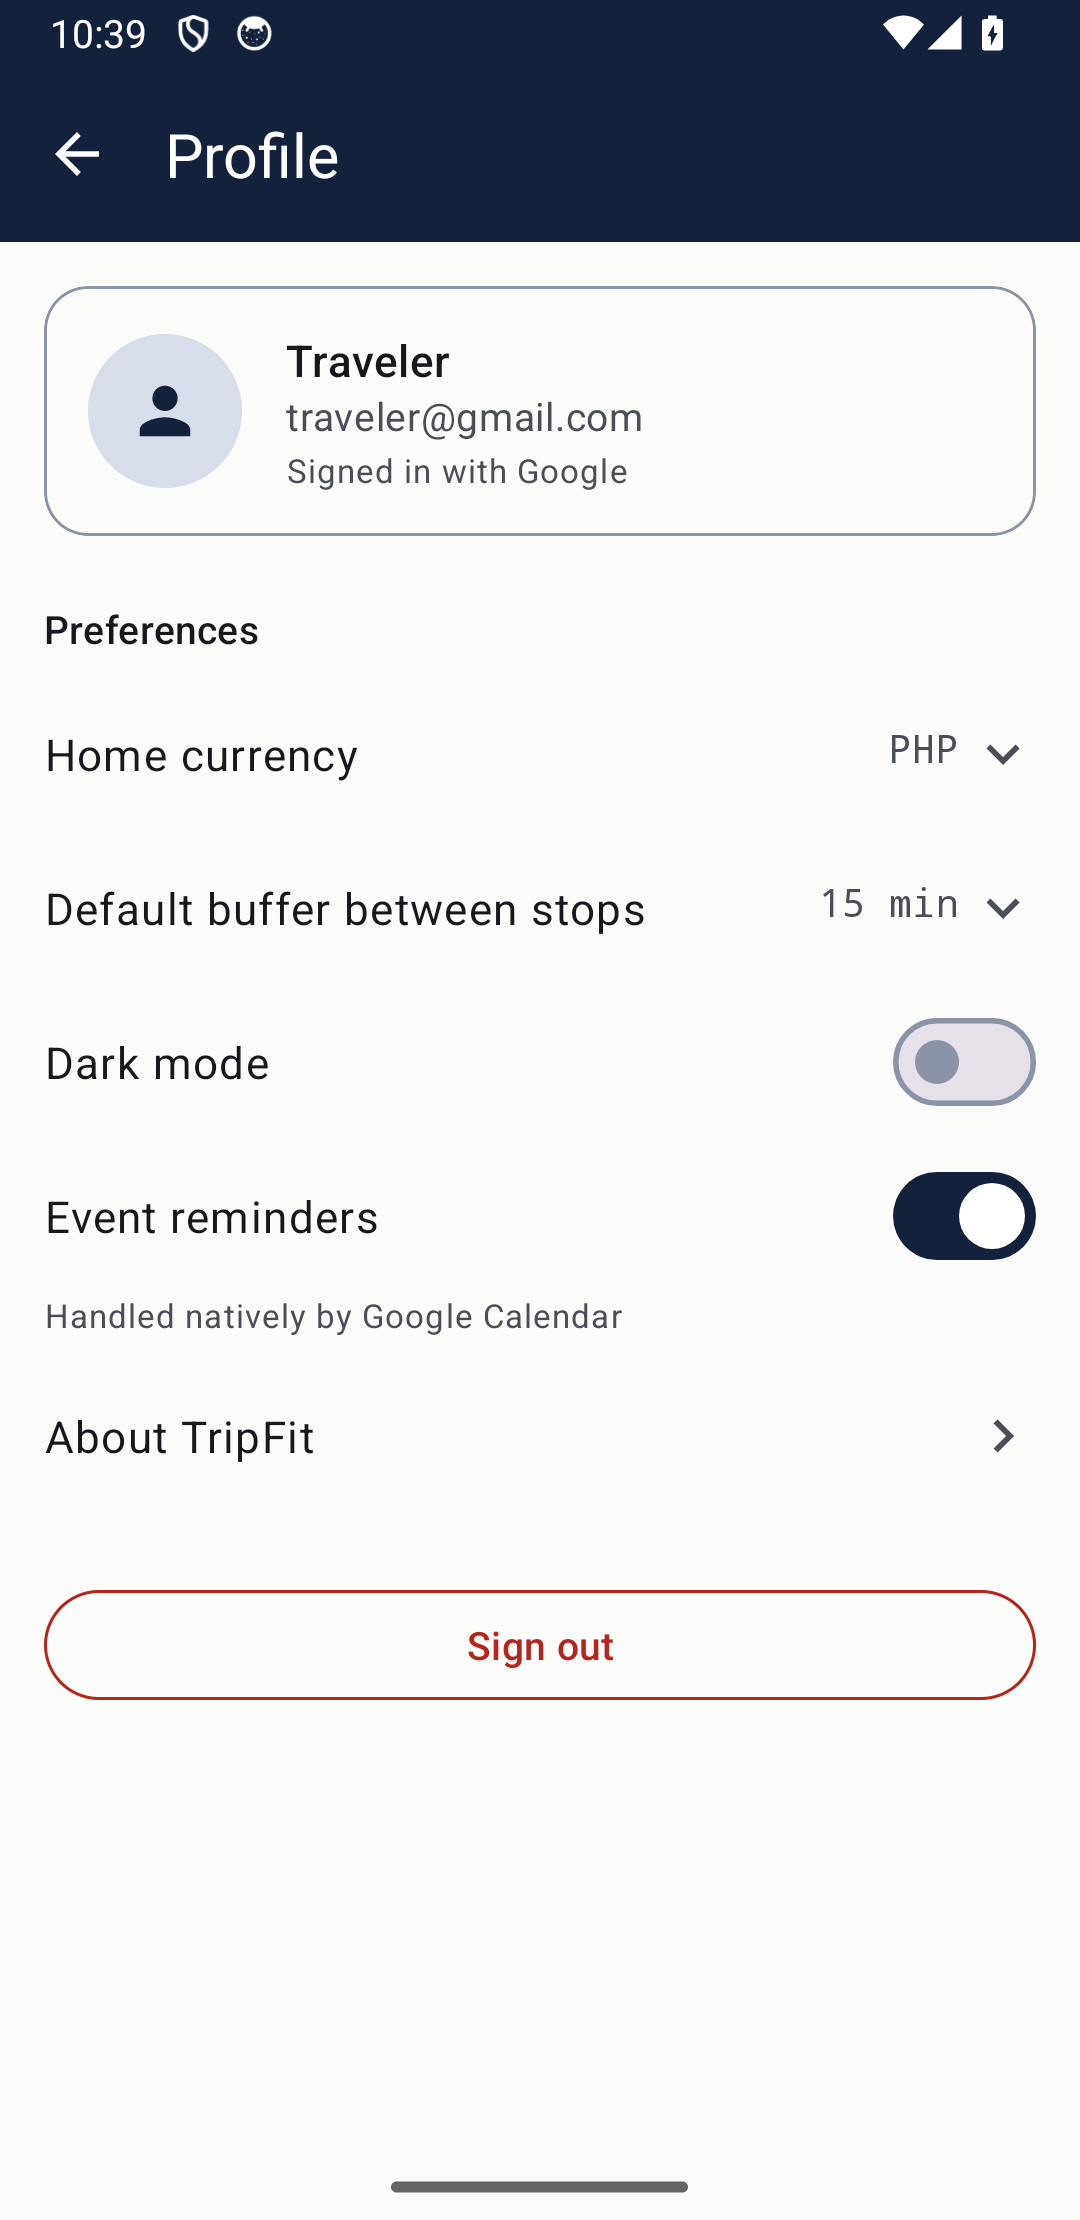 10:39
Profile
Traveler
traveler@gmail.com
Signed in with Google
Preferences
Home currency PHP
Default buffer between stops 15 min
Dark mode
Event reminders
Handled natively by Google Calendar
About TripFit
Sign out